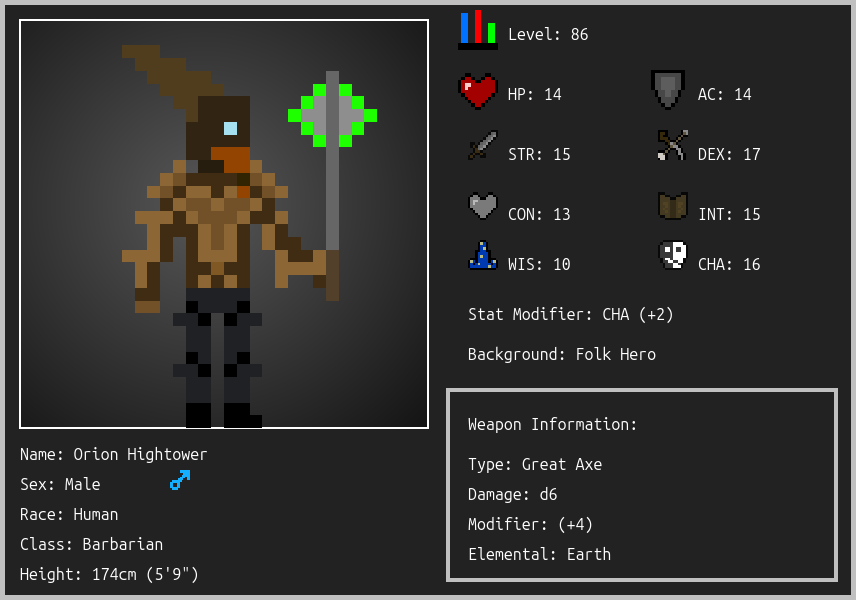 Level: 86
HP: 14
AC: 14
STR: 15
DEX: 17
CON: 13
INT: 15
WIS: 10
CHA: 16
Stat Modifier: CHA (+2)
Background: Folk Hero
Weapon Information:
Type: Great Axe
Damage: d6
Modifier: (+4)
Elemental: Earth
Name: Orion Hightower
Sex: Male
Race: Human
Class: Barbarian
Height: 174cm (5'9")